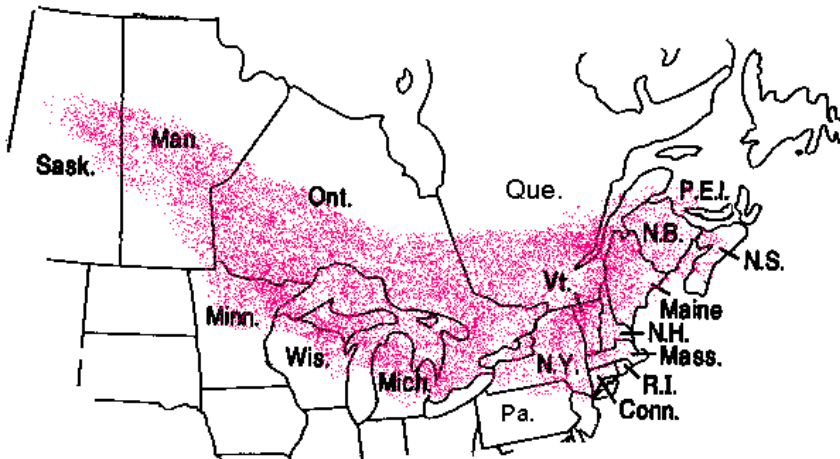 Man.
Sask.
Ont.
Que.
P.E.I.
N.B.
N.S.
Vt.
Maine
Minn.
N.H.
Wis.
Mich.
N.Y.
Mass.
R.I.
Pa.
Conn.